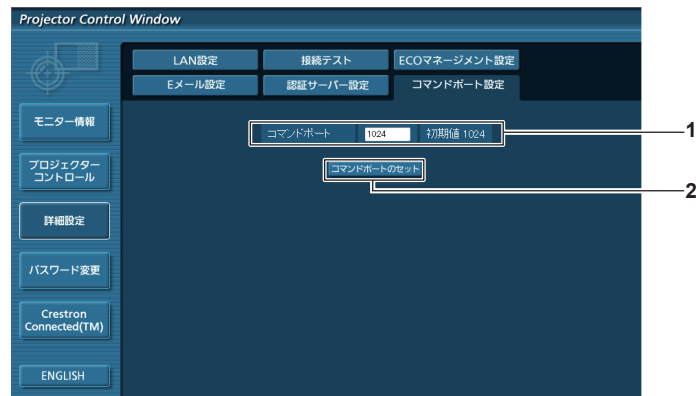 Projector Control Window
LAN設定
接続テスト
ECOマネージメント設定
Eメール設定
認証サーバー設定
コマンドポート設定
モニター情報
プロジェクター
コントロール
詳細設定
パスワード変更
Crestron
Connected(TM)
ENGLISH
コマンドポート 1024 初期値 1024
コマンドポートのセット
1
2